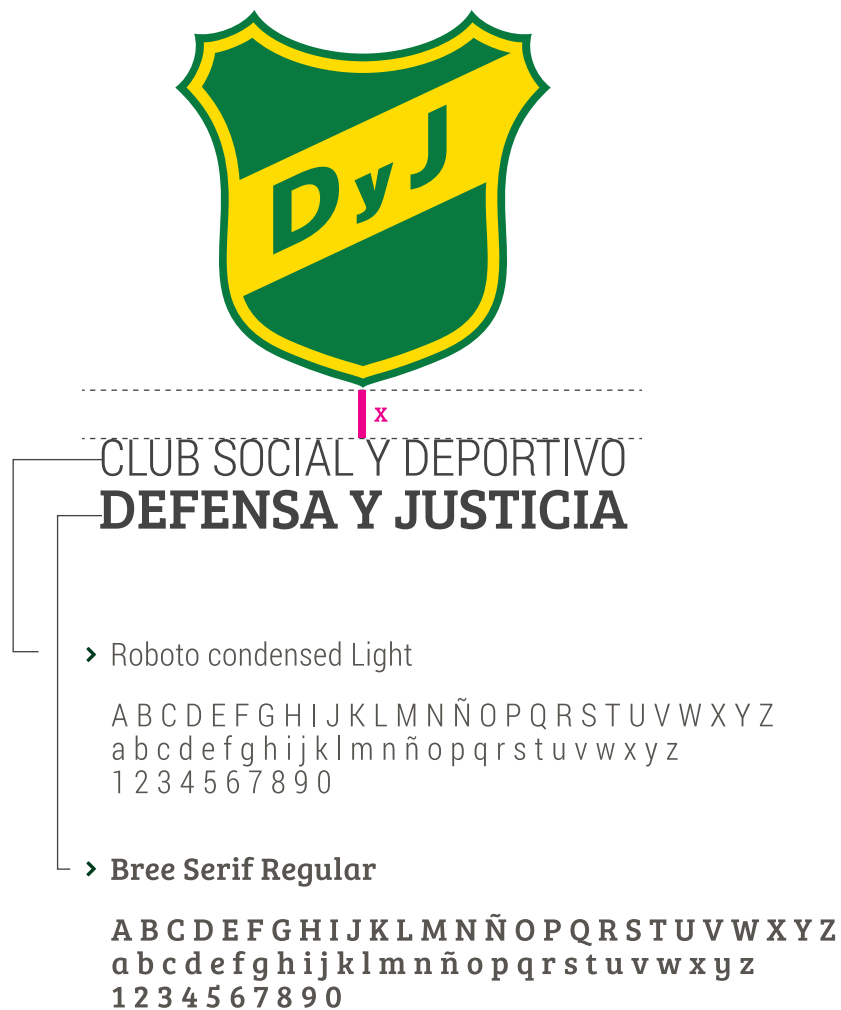 DyJ
x
CLUB SOCIAL Y DEPORTIVO
DEFENSA Y JUSTICIA
Roboto condensed Light
A B C D E F G H I J K L M N Ñ O P Q R S T U V W X Y Z
a b c d e f g h i j k l m n ñ o p q r s t u v w x y z
1 2 3 4 5 6 7 8 9 0
Bree Serif Regular
A B C D E F G H I J K L M N Ñ O P Q R S T U V W X Y Z
a b c d e f g h i j k l m n ñ o p q r s t u v w x y z
1 2 3 4 5 6 7 8 9 0